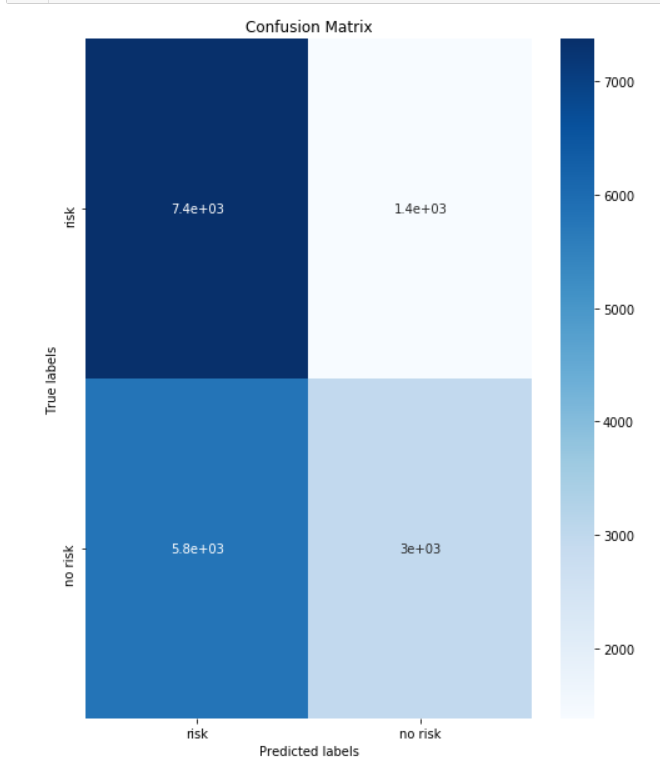 Confusion Matrix
7000
6000
5000
4000
3000
2000
risk
7.4e+03
1.4e+03
True labels
no risk
5.8e+03
3e+03
risk
no risk
Predicted labels